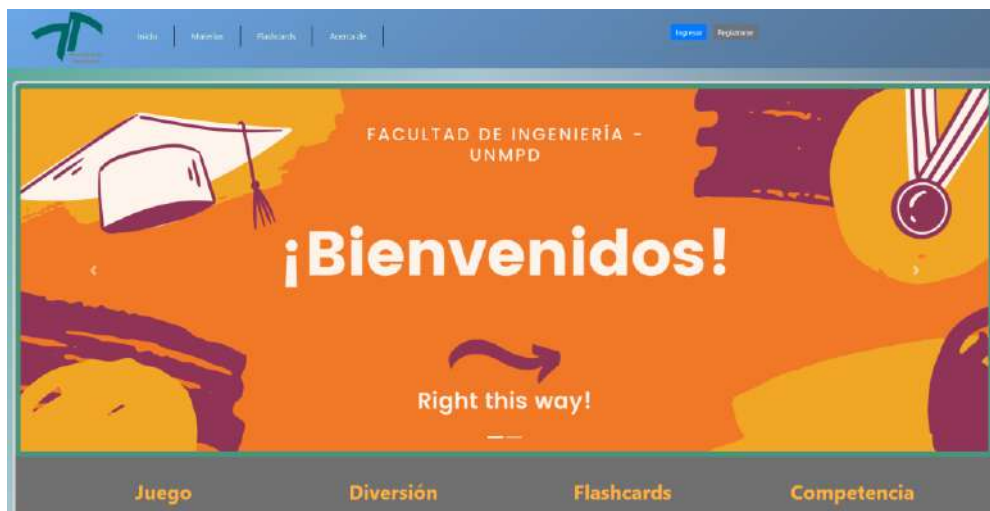 Inicio
Materias
Flashcards
Acerca de
Ingresar
Registrarse
FACULTAD DE INGENIERÍA -
UNMPD
¡Bienvenidos!
Right this way!
Juego
Diversión
Flashcards
Competencia